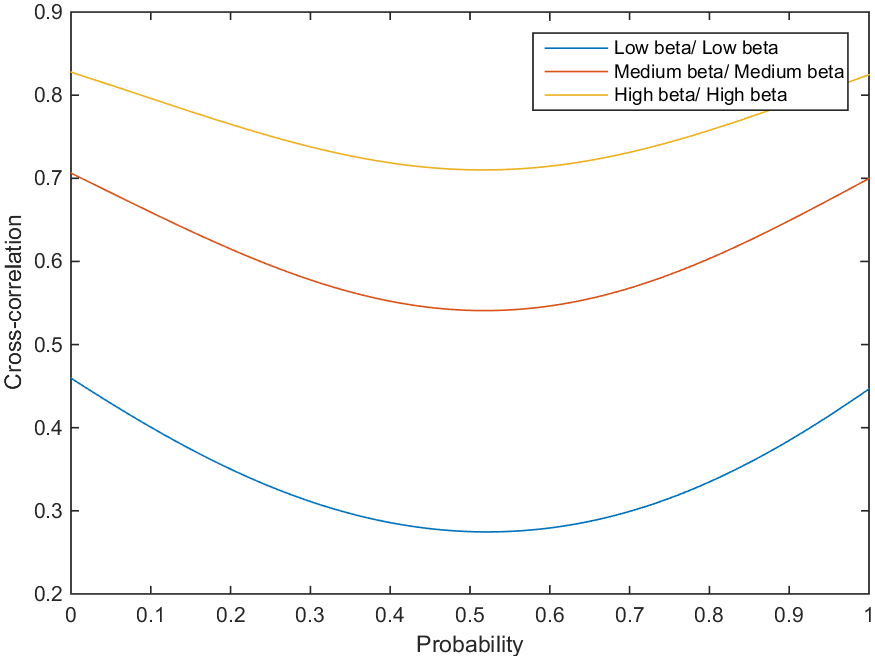 0.9
0.8
0.7
0.6
0.5
0.4
0.3
0.2
Cross-correlation
Low beta/ Low beta
Medium beta/ Medium beta
High beta/ High beta
0 0.1 0.2 0.3 0.4 0.5 0.6 0.7 0.8 0.9 1
Probability